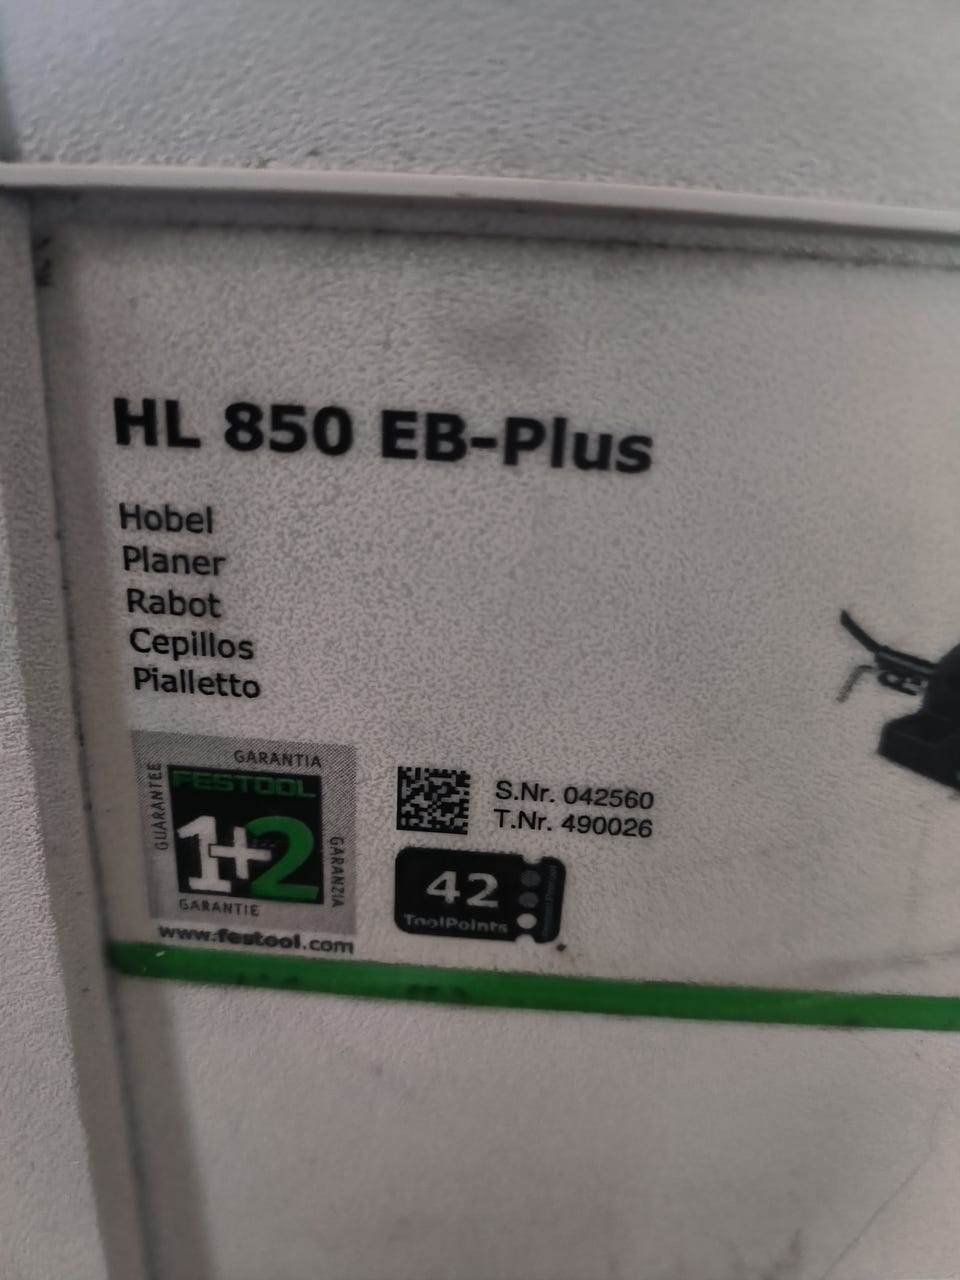 HL 850 EB-Plus
Hobel
Planer
Rabot
Cepillos
Pialletto
GARANTIA
GUARANTEE
FESTOOL
1+2
GARANZIA
GARANTIE
www.festool.com
S.Nr. 042560
T.Nr. 490026
42
ToolPoints